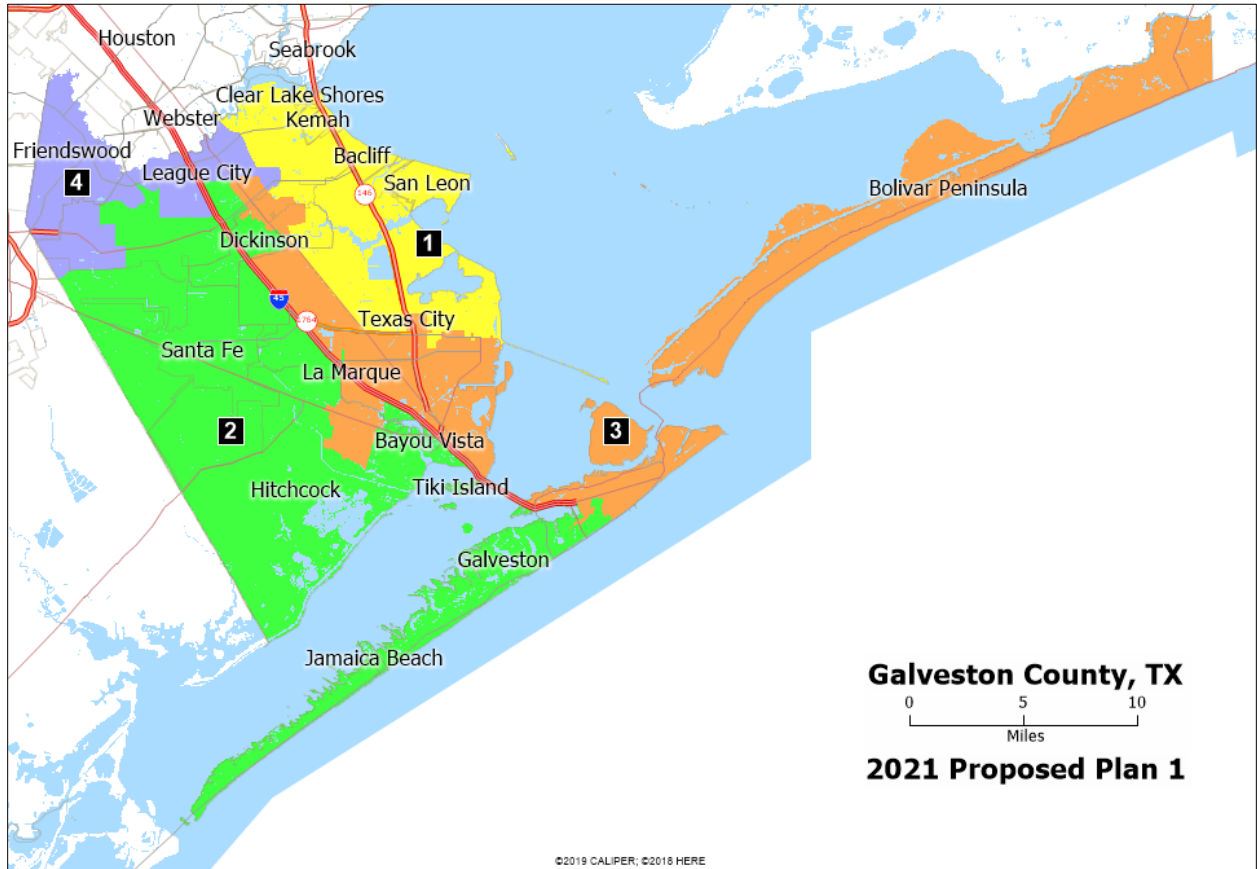 Houston
Seabrook
Clear Lake Shores
Webster
Kemah
Friendswood
Bacliff
League City
4
San Leon
146
Bolivar Peninsula
Dickinson
1
45
1764
Texas City
Santa Fe
La Marque
2
3
Bayou Vista
Hitchcock
Tiki Island
Galveston
Jamaica Beach
Galveston County, TX
0 5 10
Miles
2021 Proposed Plan 1
©2019 CALIPER; ©2018 HERE